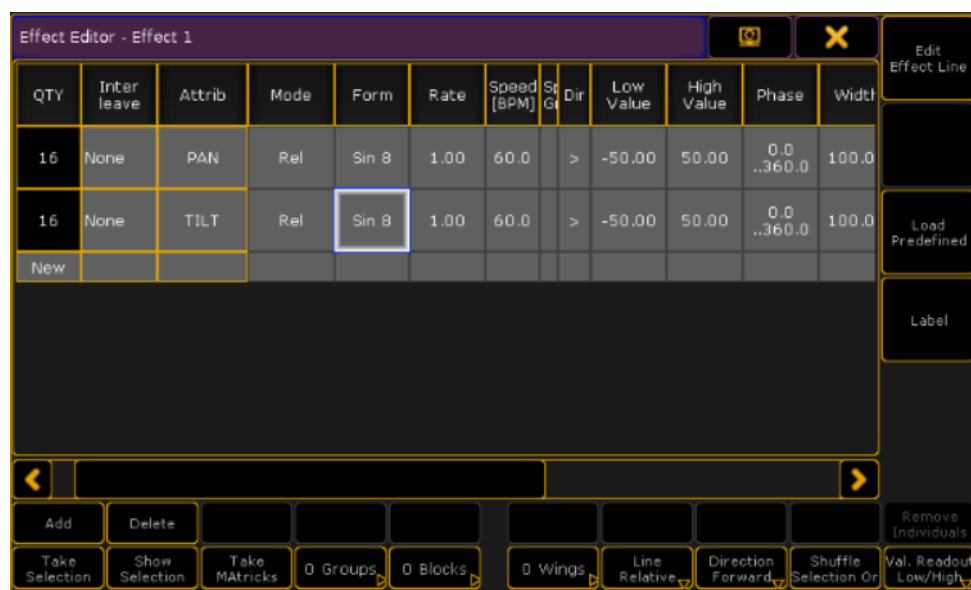 Effect Editor - Effect 1
Edit
Effect Line
QTY
Inter
leave
Attrib
Mode
Form
Rate
Speed
[BPM]
Dir
Low
Value
High
Value
Phase
16 None PAN Rel Sin 8 1.00 60.0 > -50.00 50.00 0.0
..360.0 100.0
16 None TILT Rel Sin 8 1.00 60.0 > -50.00 50.00 0.0
..360.0 100.0
New
Load
Predefined
Label
Add
Delete
Remove
Individuals
Take
Selection
Show
Selection
Take
MAtricks
0 Groups
0 Blocks
0 Wings
Line
Relative
Direction
Forward
Shuffle
Selection Or
Val. Readout
Low/High